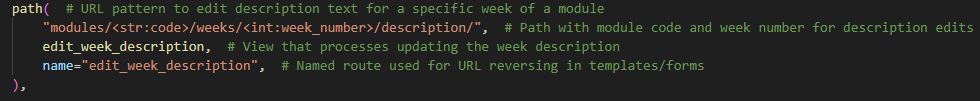 path(  # URL pattern to edit description text for a specific week of a module
    "modules/<str:code>/weeks/<int:week_number>/description/",  # Path with module code and week number for description edits
    edit_week_description,  # View that processes updating the week description
    name="edit_week_description",  # Named route used for URL reversing in templates/forms
),